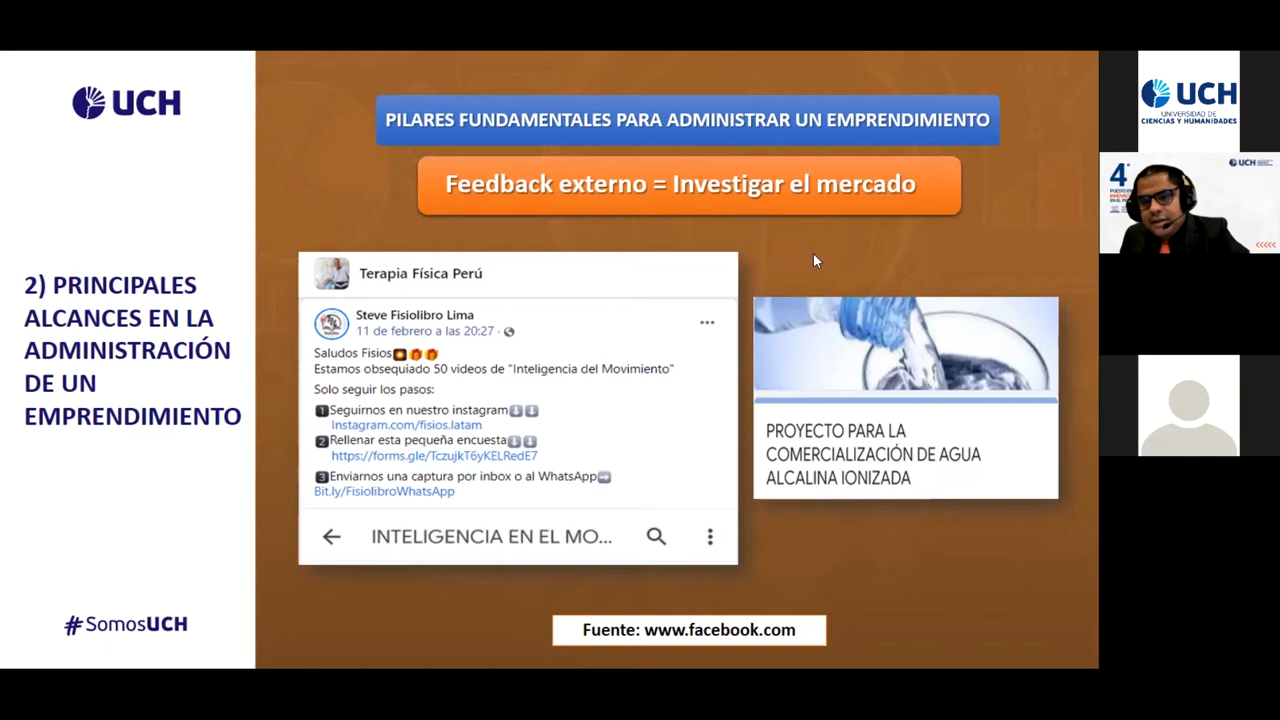 UCH
2) PRINCIPALES
ALCANCES EN LA
ADMINISTRACIÓN
DE UN
EMPRENDIMIENTO
#SomosUCH
PILARES FUNDAMENTALES PARA ADMINISTRAR UN EMPRENDIMIENTO
Feedback externo = Investigar el mercado
Terapia Física Perú
Steve Fisiolibro Lima
11 de febrero a las 20:27 ·
Saludos Fisios
Estamos obsequiado 50 videos de "Inteligencia del Movimiento"
Solo seguir los pasos:
1 Seguirnos en nuestro instagram
Instagram.com/fisios.latam
2 Rellenar esta pequeña encuesta
https://forms.gle/TczujkT6yKELRedE7
3 Enviarnos una captura por inbox o al WhatsApp
Bit.ly/FisiolibroWhatsApp
INTELIGENCIA EN EL MO...
PROYECTO PARA LA
COMERCIALIZACIÓN DE AGUA
ALCALINA IONIZADA
Fuente: www.facebook.com
UCH
UNIVERSIDAD DE
CIENCIAS Y HUMANIDADES
4°
UCH